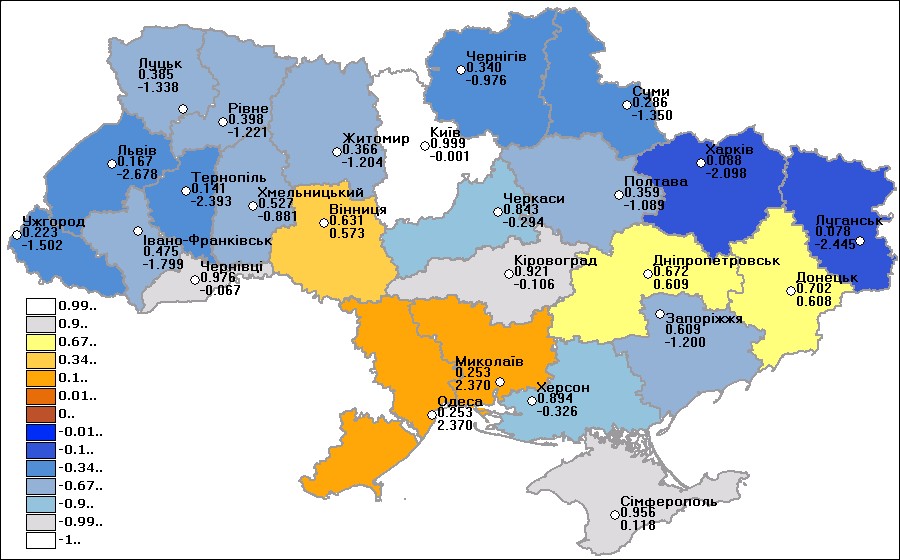 Луцьк
0.385
-1.338
Рівне
0.398
-1.221
Житомир
0.366
-1.204
Київ
0.999
-0.001
Чернігів
0.340
-0.976
Суми
0.286
-1.350
Львів
0.167
-2.678
Тернопіль
0.141
-2.393
Хмельницький
0.527
-0.881
Вінниця
0.631
0.573
Черкаси
0.843
-0.294
Полтава
0.359
-1.089
Харків
0.088
-2.098
Луганськ
0.078
-2.445
Ужгород
0.223
-1.502
Івано-Франківськ
0.475
-1.799
Чернівці
0.976
-0.067
Кіровоград
0.921
-0.106
Дніпропетровськ
0.672
0.609
Донецьк
0.702
0.608
Запоріжжя
0.609
-1.200
Миколаїв
0.253
2.370
Одеса
0.253
2.370
Херсон
0.894
-0.326
Сімферополь
0.956
0.118
0.99..
0.9..
0.67..
0.34..
0.1..
0.01..
0..
-0.01..
-0.1..
-0.34..
-0.67..
-0.9..
-0.99..
-1..